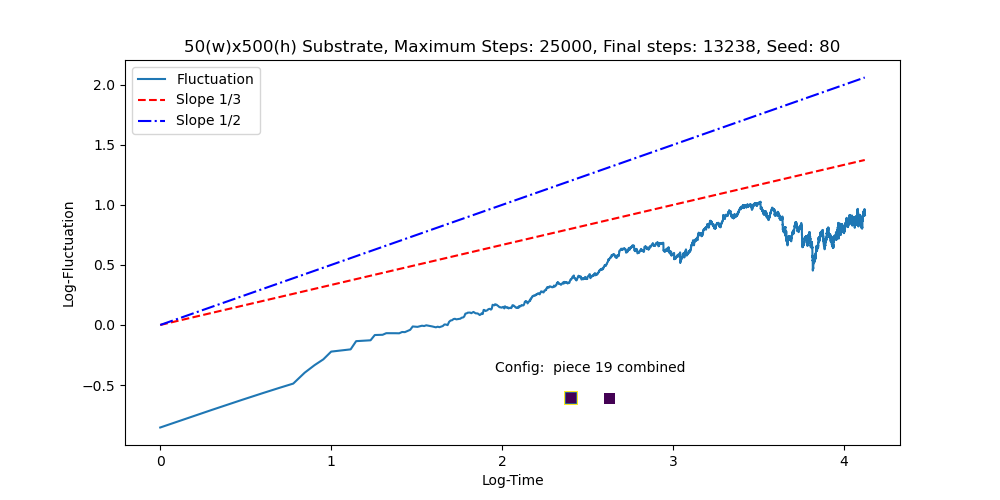 50(w)x500(h) Substrate, Maximum Steps: 25000, Final steps: 13238, Seed: 80
Fluctuation
Slope 1/3
Slope 1/2
2.0
1.5
1.0
0.5
0.0
−0.5
Log-Fluctuation
Config:  piece 19 combined
0
1
2
3
4
Log-Time